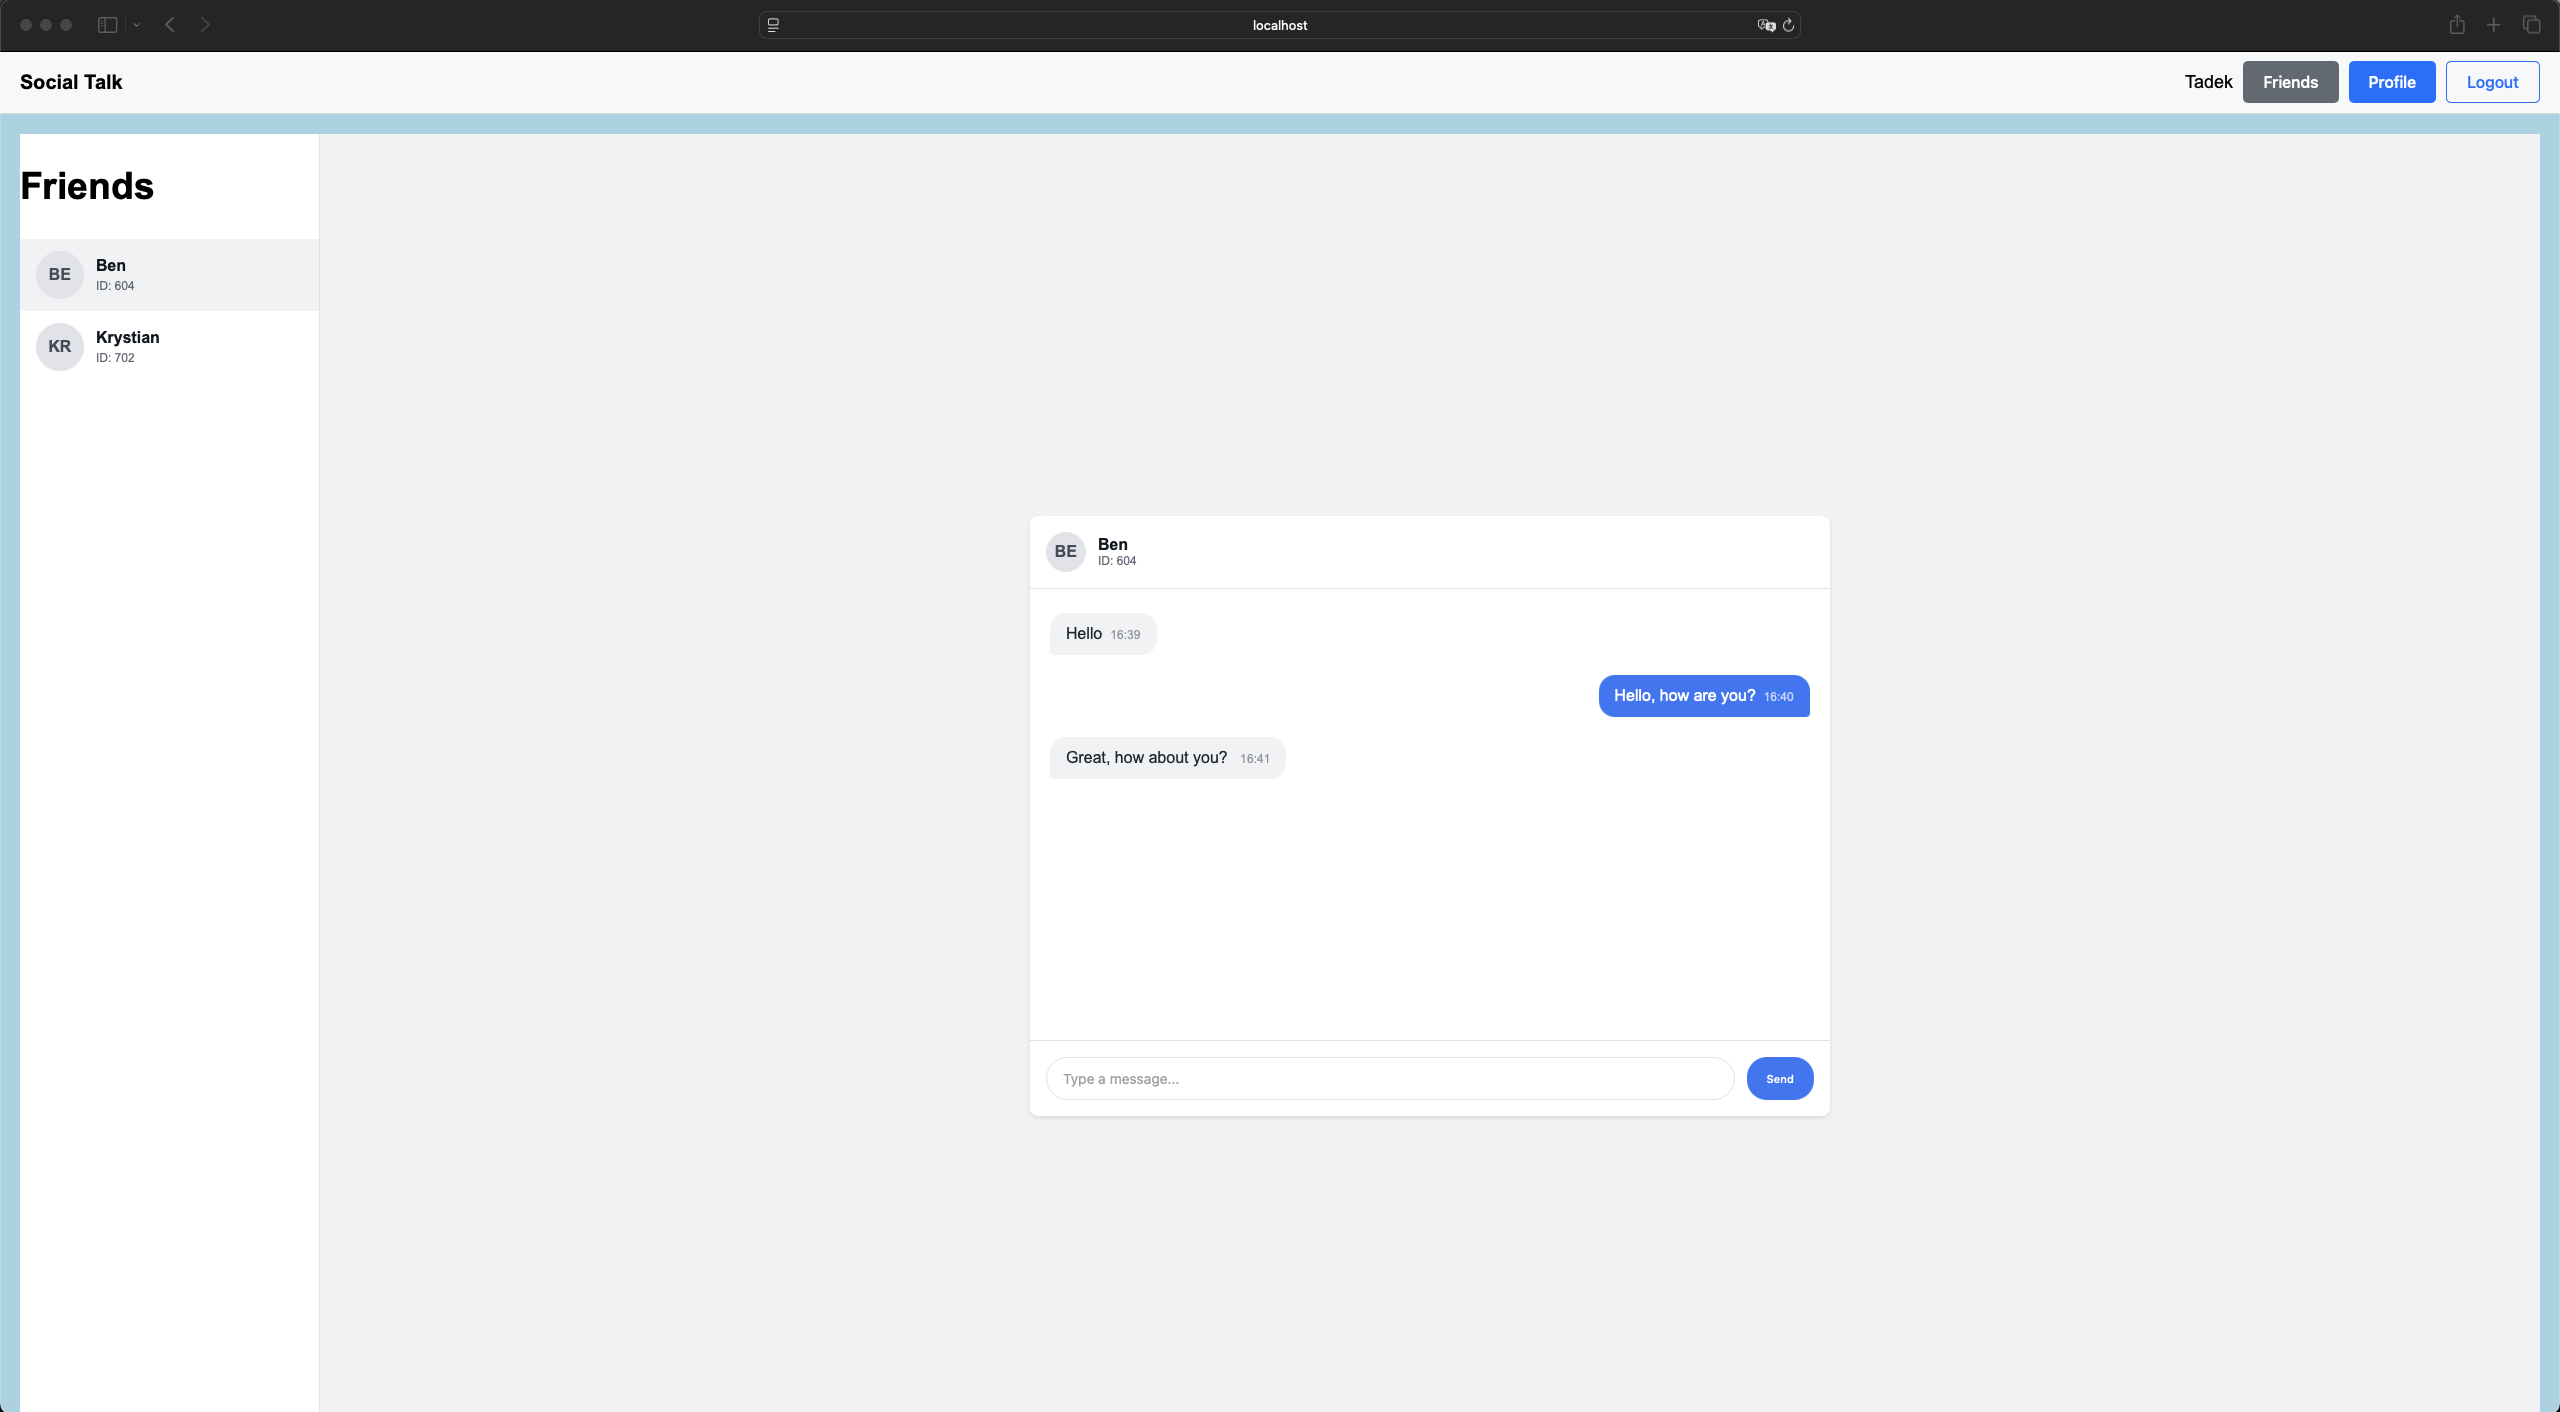 localhost
Social Talk
Tadek Friends Profile Logout
Friends
BE Ben
ID: 604
KR Krystian
ID: 702
BE Ben
ID: 604
Hello 16:39
Hello, how are you? 16:40
Great, how about you? 16:41
Type a message...
Send